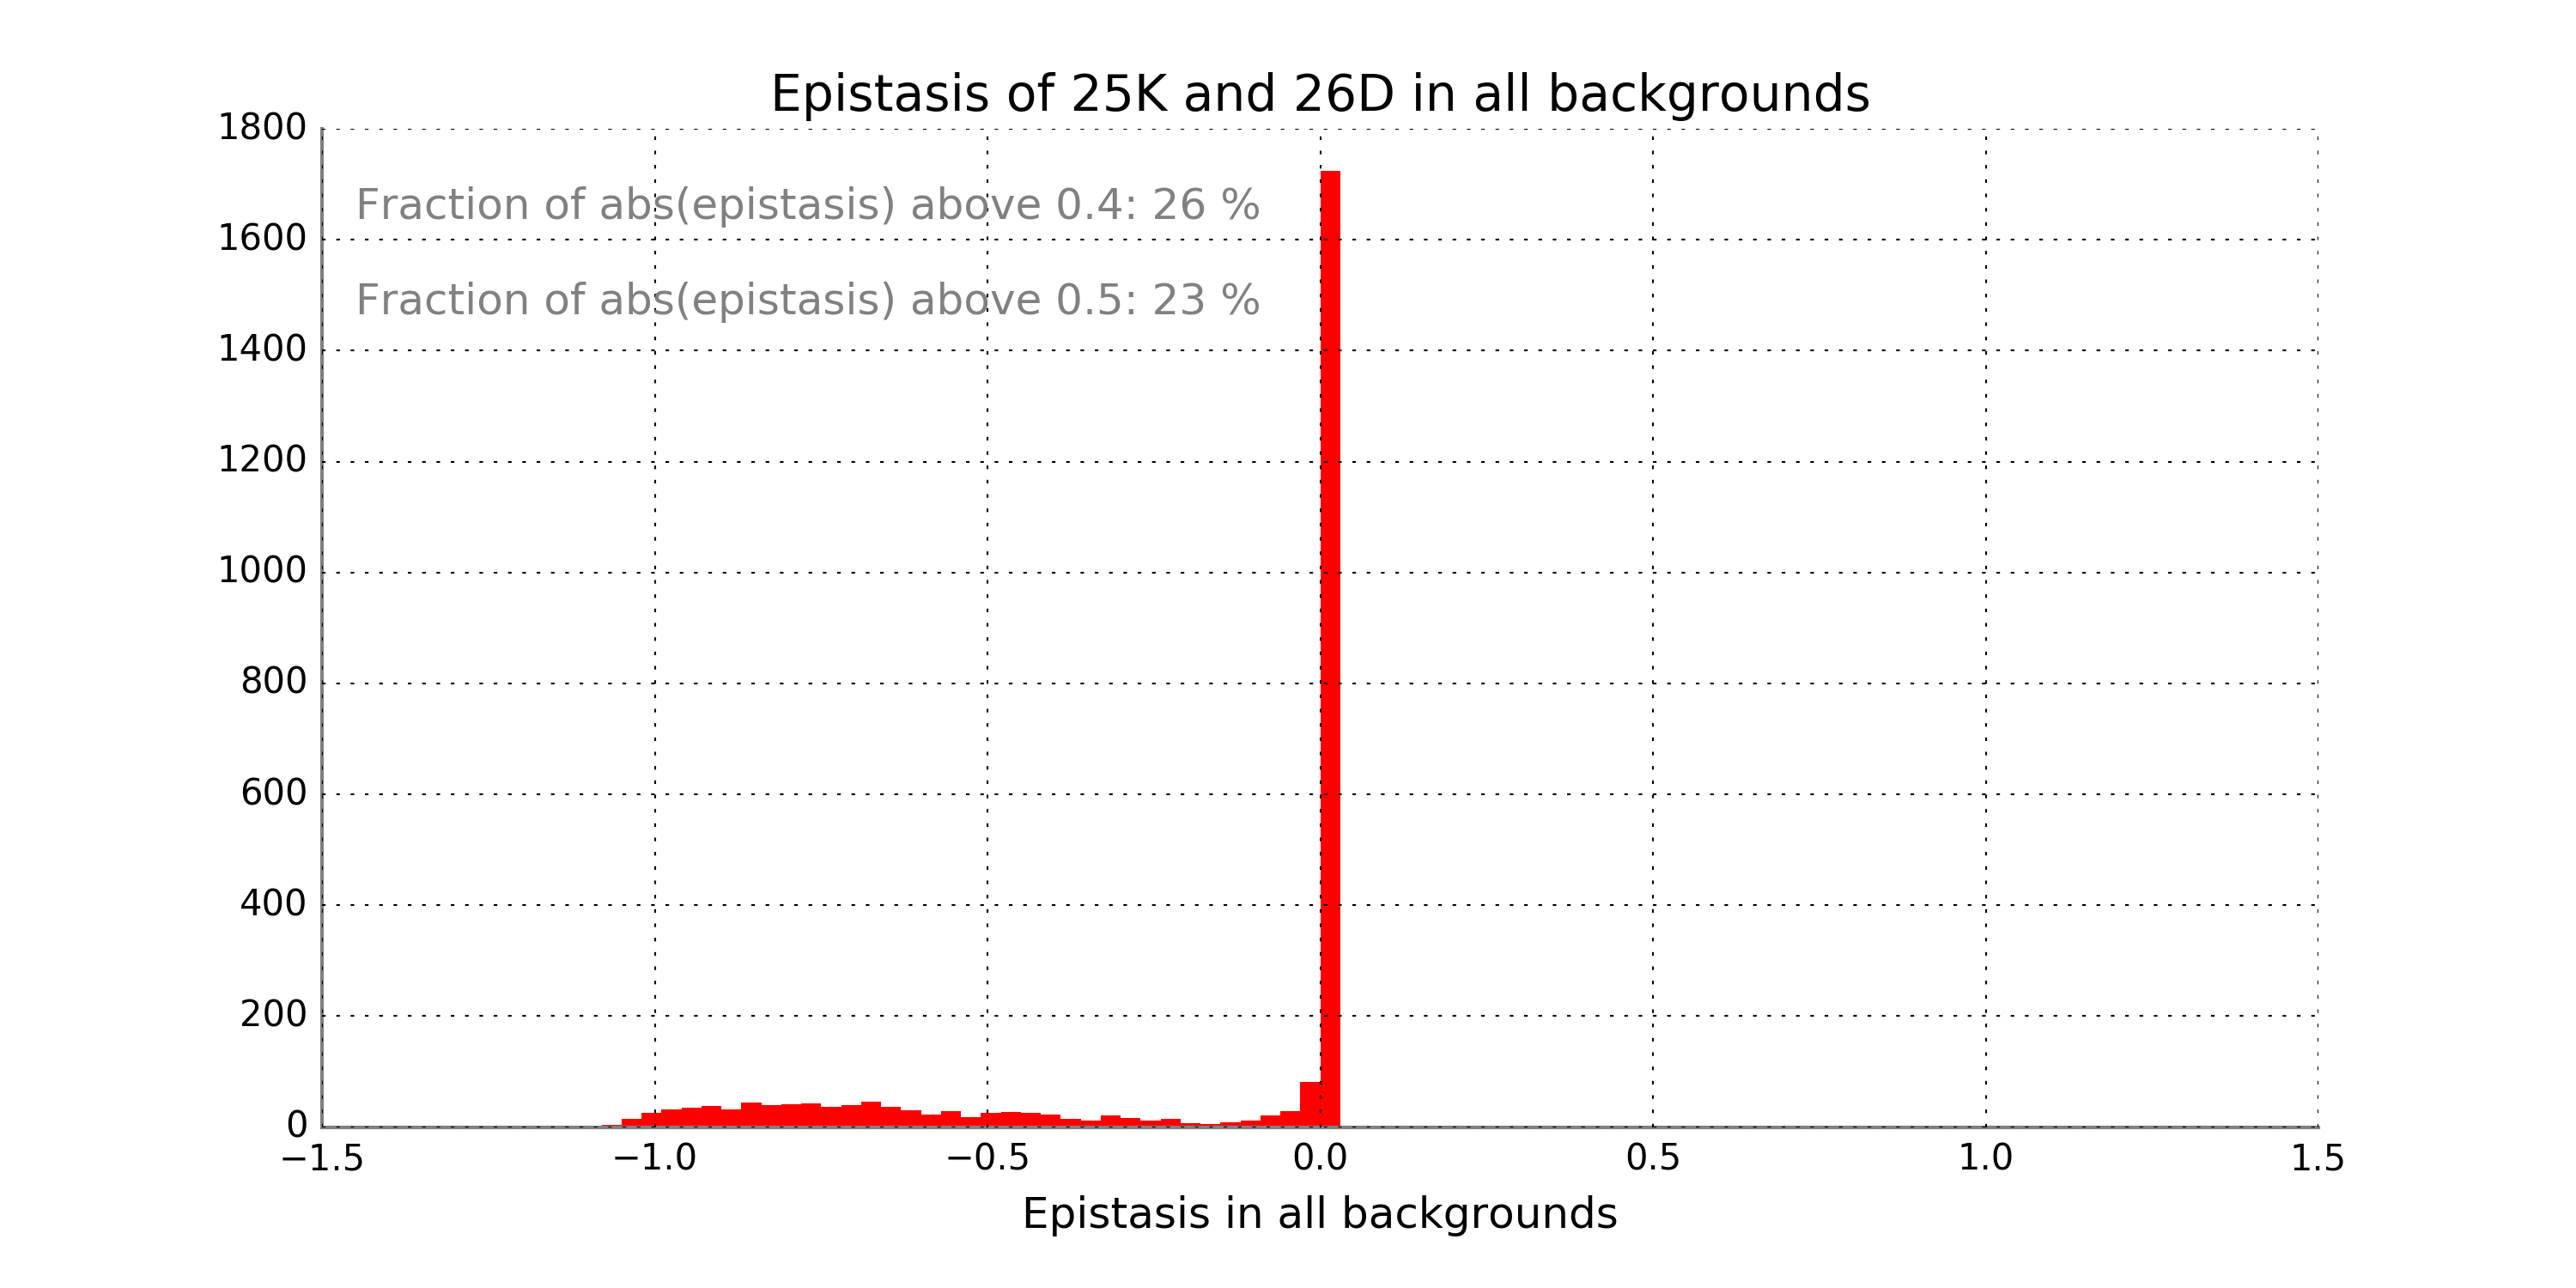 Epistasis of 25K and 26D in all backgrounds
1800
1600
1400
1200
1000
800
600
400
200
0
Fraction of abs(epistasis) above 0.4: 26 %
Fraction of abs(epistasis) above 0.5: 23 %
−1.5 −1.0 −0.5 0.0 0.5 1.0 1.5
Epistasis in all backgrounds